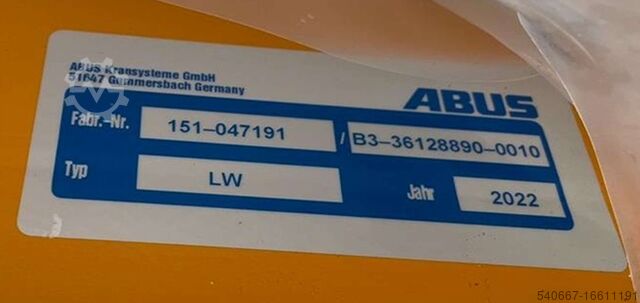 ABUS Kransysteme GmbH
51647 Gummersbach Germany
ABUS
Fabr.-Nr. 151-047191 / B3-36128890-0010
Typ LW Jahr 2022
540667-16611191